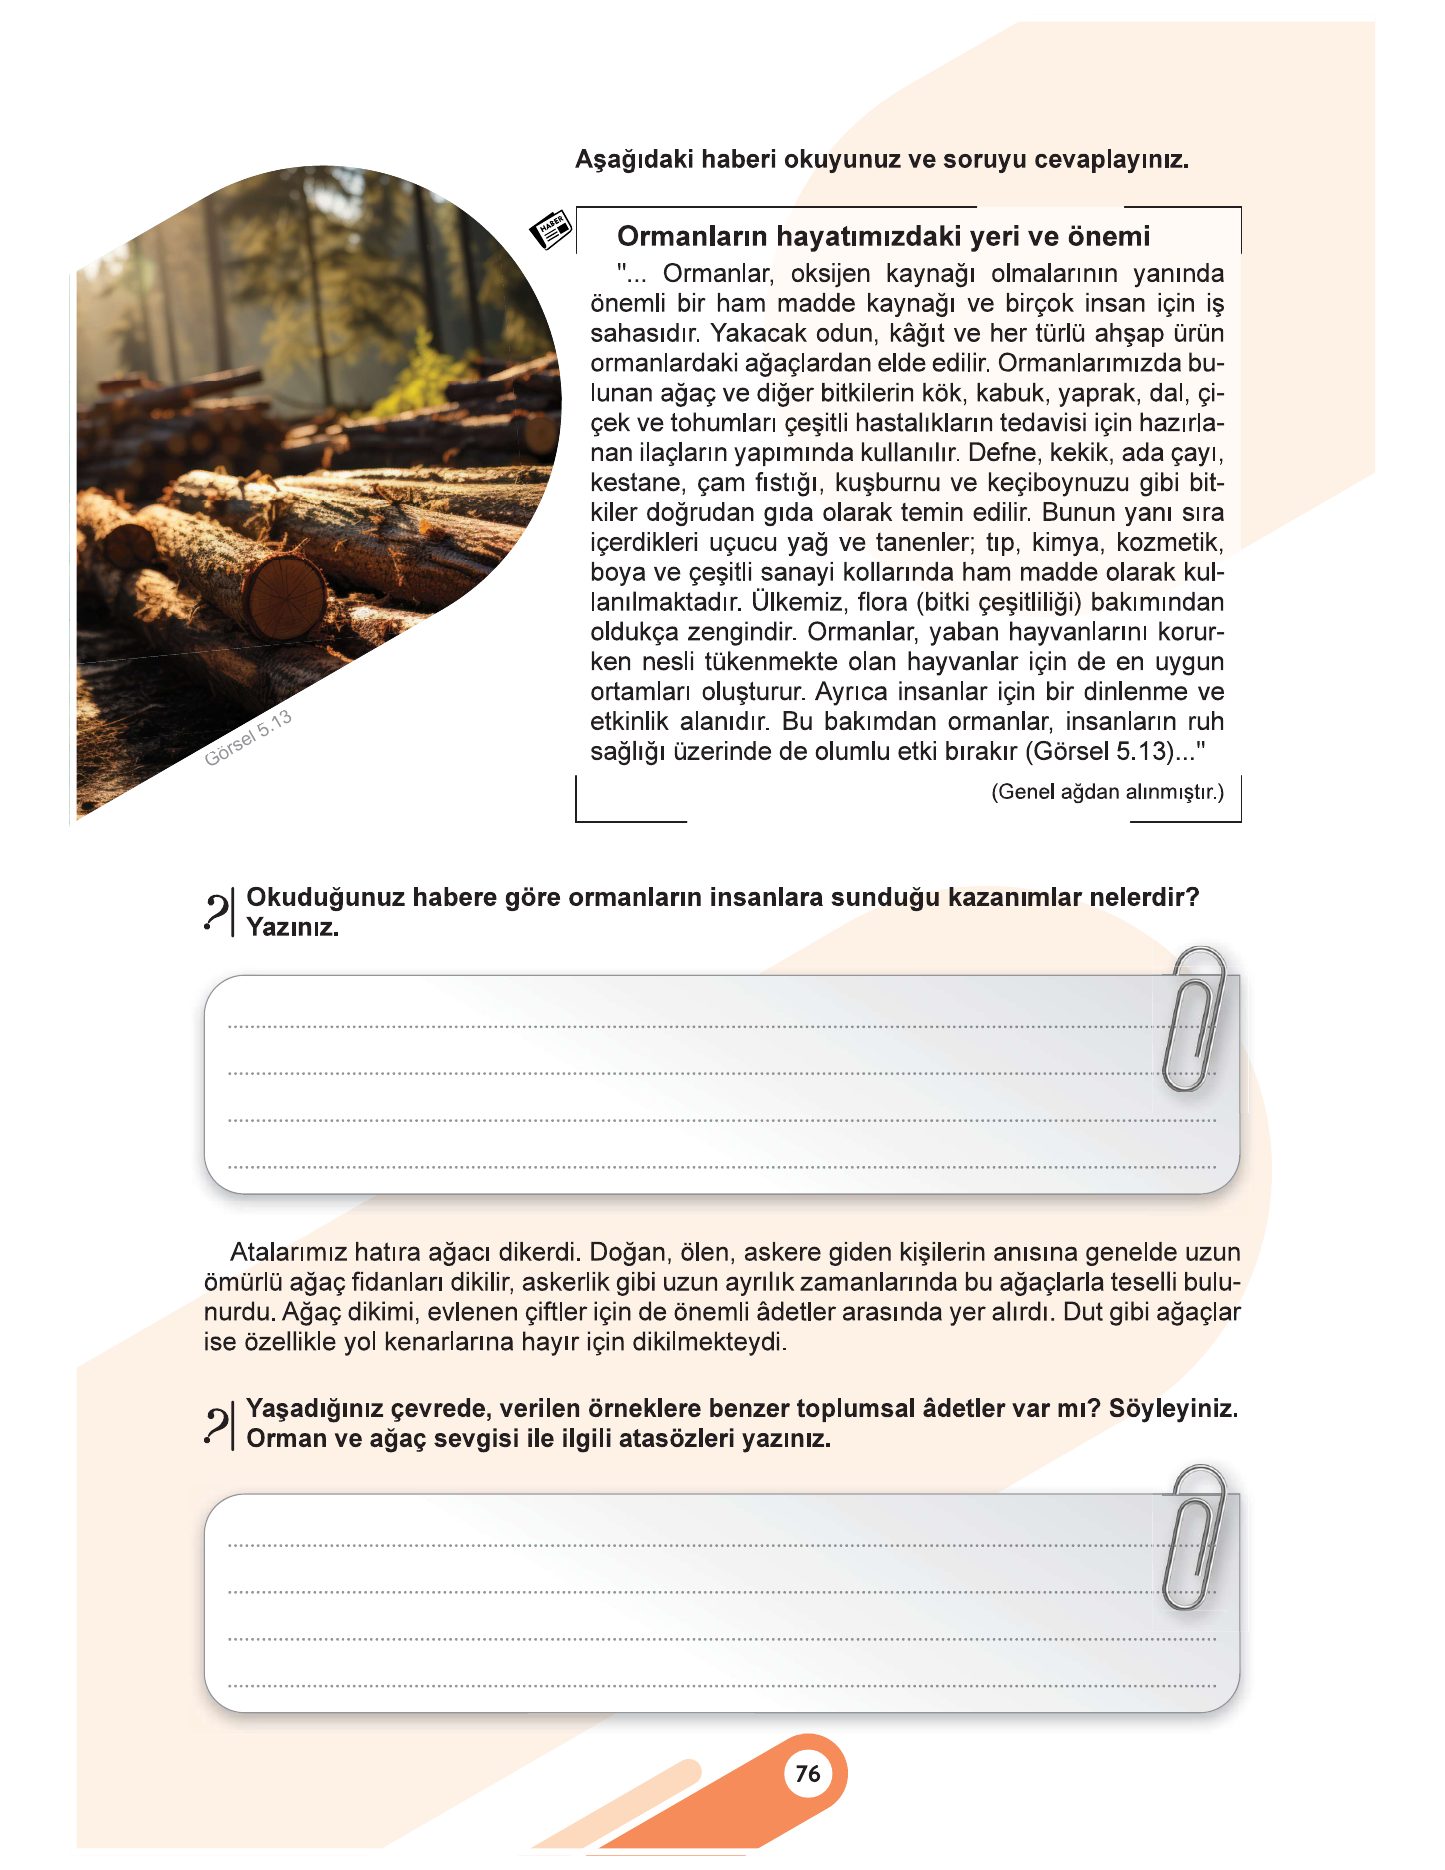 Aşağıdaki haberi okuyunuz ve soruyu cevaplayınız.
HABER
Ormanların hayatımızdaki yeri ve önemi
"... Ormanlar, oksijen kaynağı olmalarının yanında
önemli bir ham madde kaynağı ve birçok insan için iş
sahasıdır. Yakacak odun, kâğıt ve her türlü ahşap ürün
ormanlardaki ağaçlardan elde edilir. Ormanlarımızda bu-
lunan ağaç ve diğer bitkilerin kök, kabuk, yaprak, dal, çi-
çek ve tohumları çeşitli hastalıkların tedavisi için hazırla-
nan ilaçların yapımında kullanılır. Defne, kekik, ada çayı,
kestane, çam fıstığı, kuşburnu ve keçiboynuzu gibi bit-
kiler doğrudan gıda olarak temin edilir. Bunun yanı sıra
içerdikleri uçucu yağ ve tanenler; tıp, kimya, kozmetik,
boya ve çeşitli sanayi kollarında ham madde olarak kul-
lanılmaktadır. Ülkemiz, flora (bitki çeşitliliği) bakımından
oldukça zengindir. Ormanlar, yaban hayvanlarını korur-
ken nesli tükenmekte olan hayvanlar için de en uygun
ortamları oluşturur. Ayrıca insanlar için bir dinlenme ve
etkinlik alanıdır. Bu bakımdan ormanlar, insanların ruh
sağlığı üzerinde de olumlu etki bırakır (Görsel 5.13)..."
(Genel ağdan alınmıştır.)
Görsel 5.13
Okuduğunuz habere göre ormanların insanlara sunduğu kazanımlar nelerdir?
Yazınız.
Atalarımız hatıra ağacı dikerdi. Doğan, ölen, askere giden kişilerin anısına genelde uzun
ömürlü ağaç fidanları dikilir, askerlik gibi uzun ayrılık zamanlarında bu ağaçlarla teselli bulu-
nurdu. Ağaç dikimi, evlenen çiftler için de önemli âdetler arasında yer alırdı. Dut gibi ağaçlar
ise özellikle yol kenarlarına hayır için dikilmekteydi.
Yaşadığınız çevrede, verilen örneklere benzer toplumsal âdetler var mı? Söyleyiniz.
Orman ve ağaç sevgisi ile ilgili atasözleri yazınız.
76